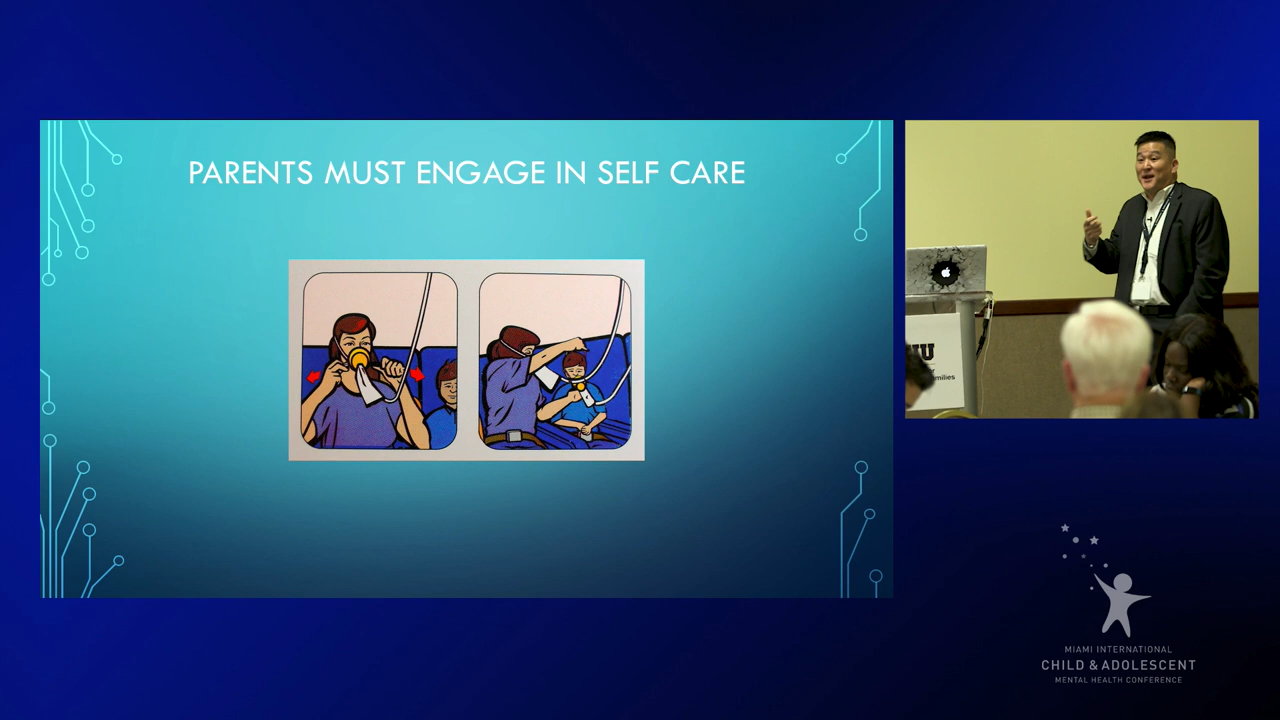 PARENTS MUST ENGAGE IN SELF CARE
MIAMI INTERNATIONAL
CHILD & ADOLESCENT
MENTAL HEALTH CONFERENCE